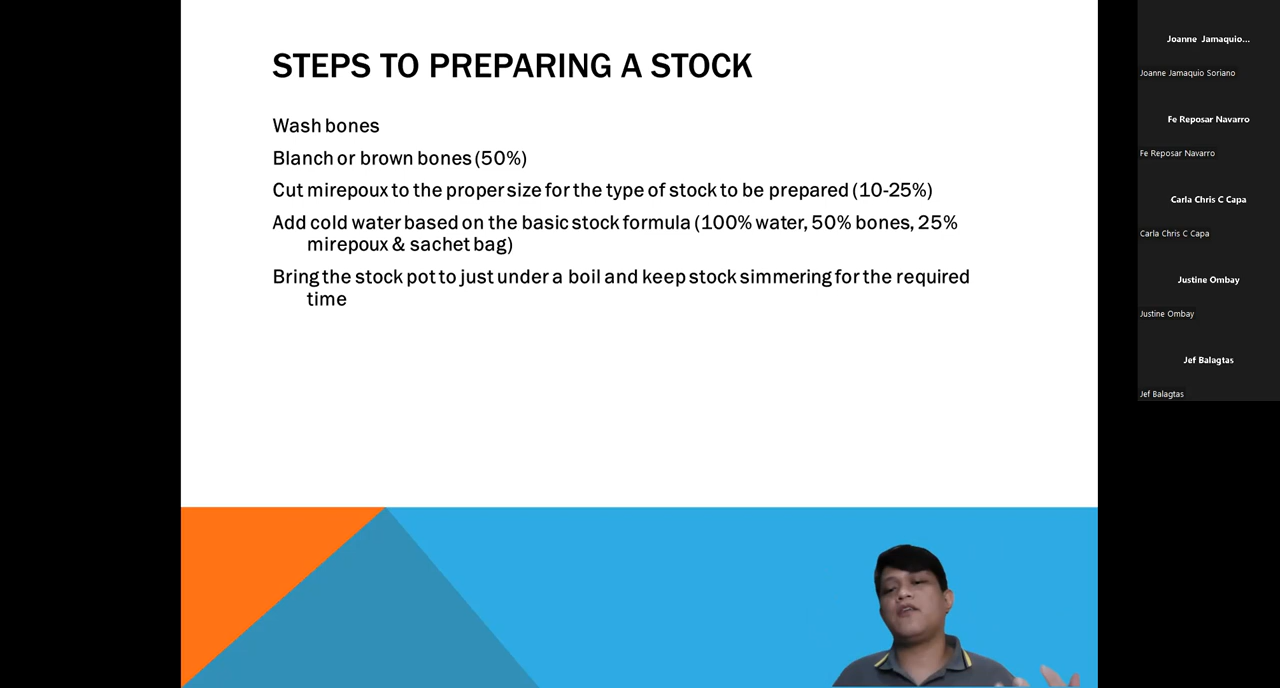 STEPS TO PREPARING A STOCK
Wash bones
Blanch or brown bones (50%)
Cut mirepoux to the proper size for the type of stock to be prepared (10-25%)
Add cold water based on the basic stock formula (100% water, 50% bones, 25%
mirepoux & sachet bag)
Bring the stock pot to just under a boil and keep stock simmering for the required
time
Joanne Jamaquio...
Joanne Jamaquio Soriano
Fe Reposar Navarro
Fe Reposar Navarro
Carla Chris C Capa
Carla Chris C Capa
Justine Ombay
Justine Ombay
Jef Balagtas
Jef Balagtas